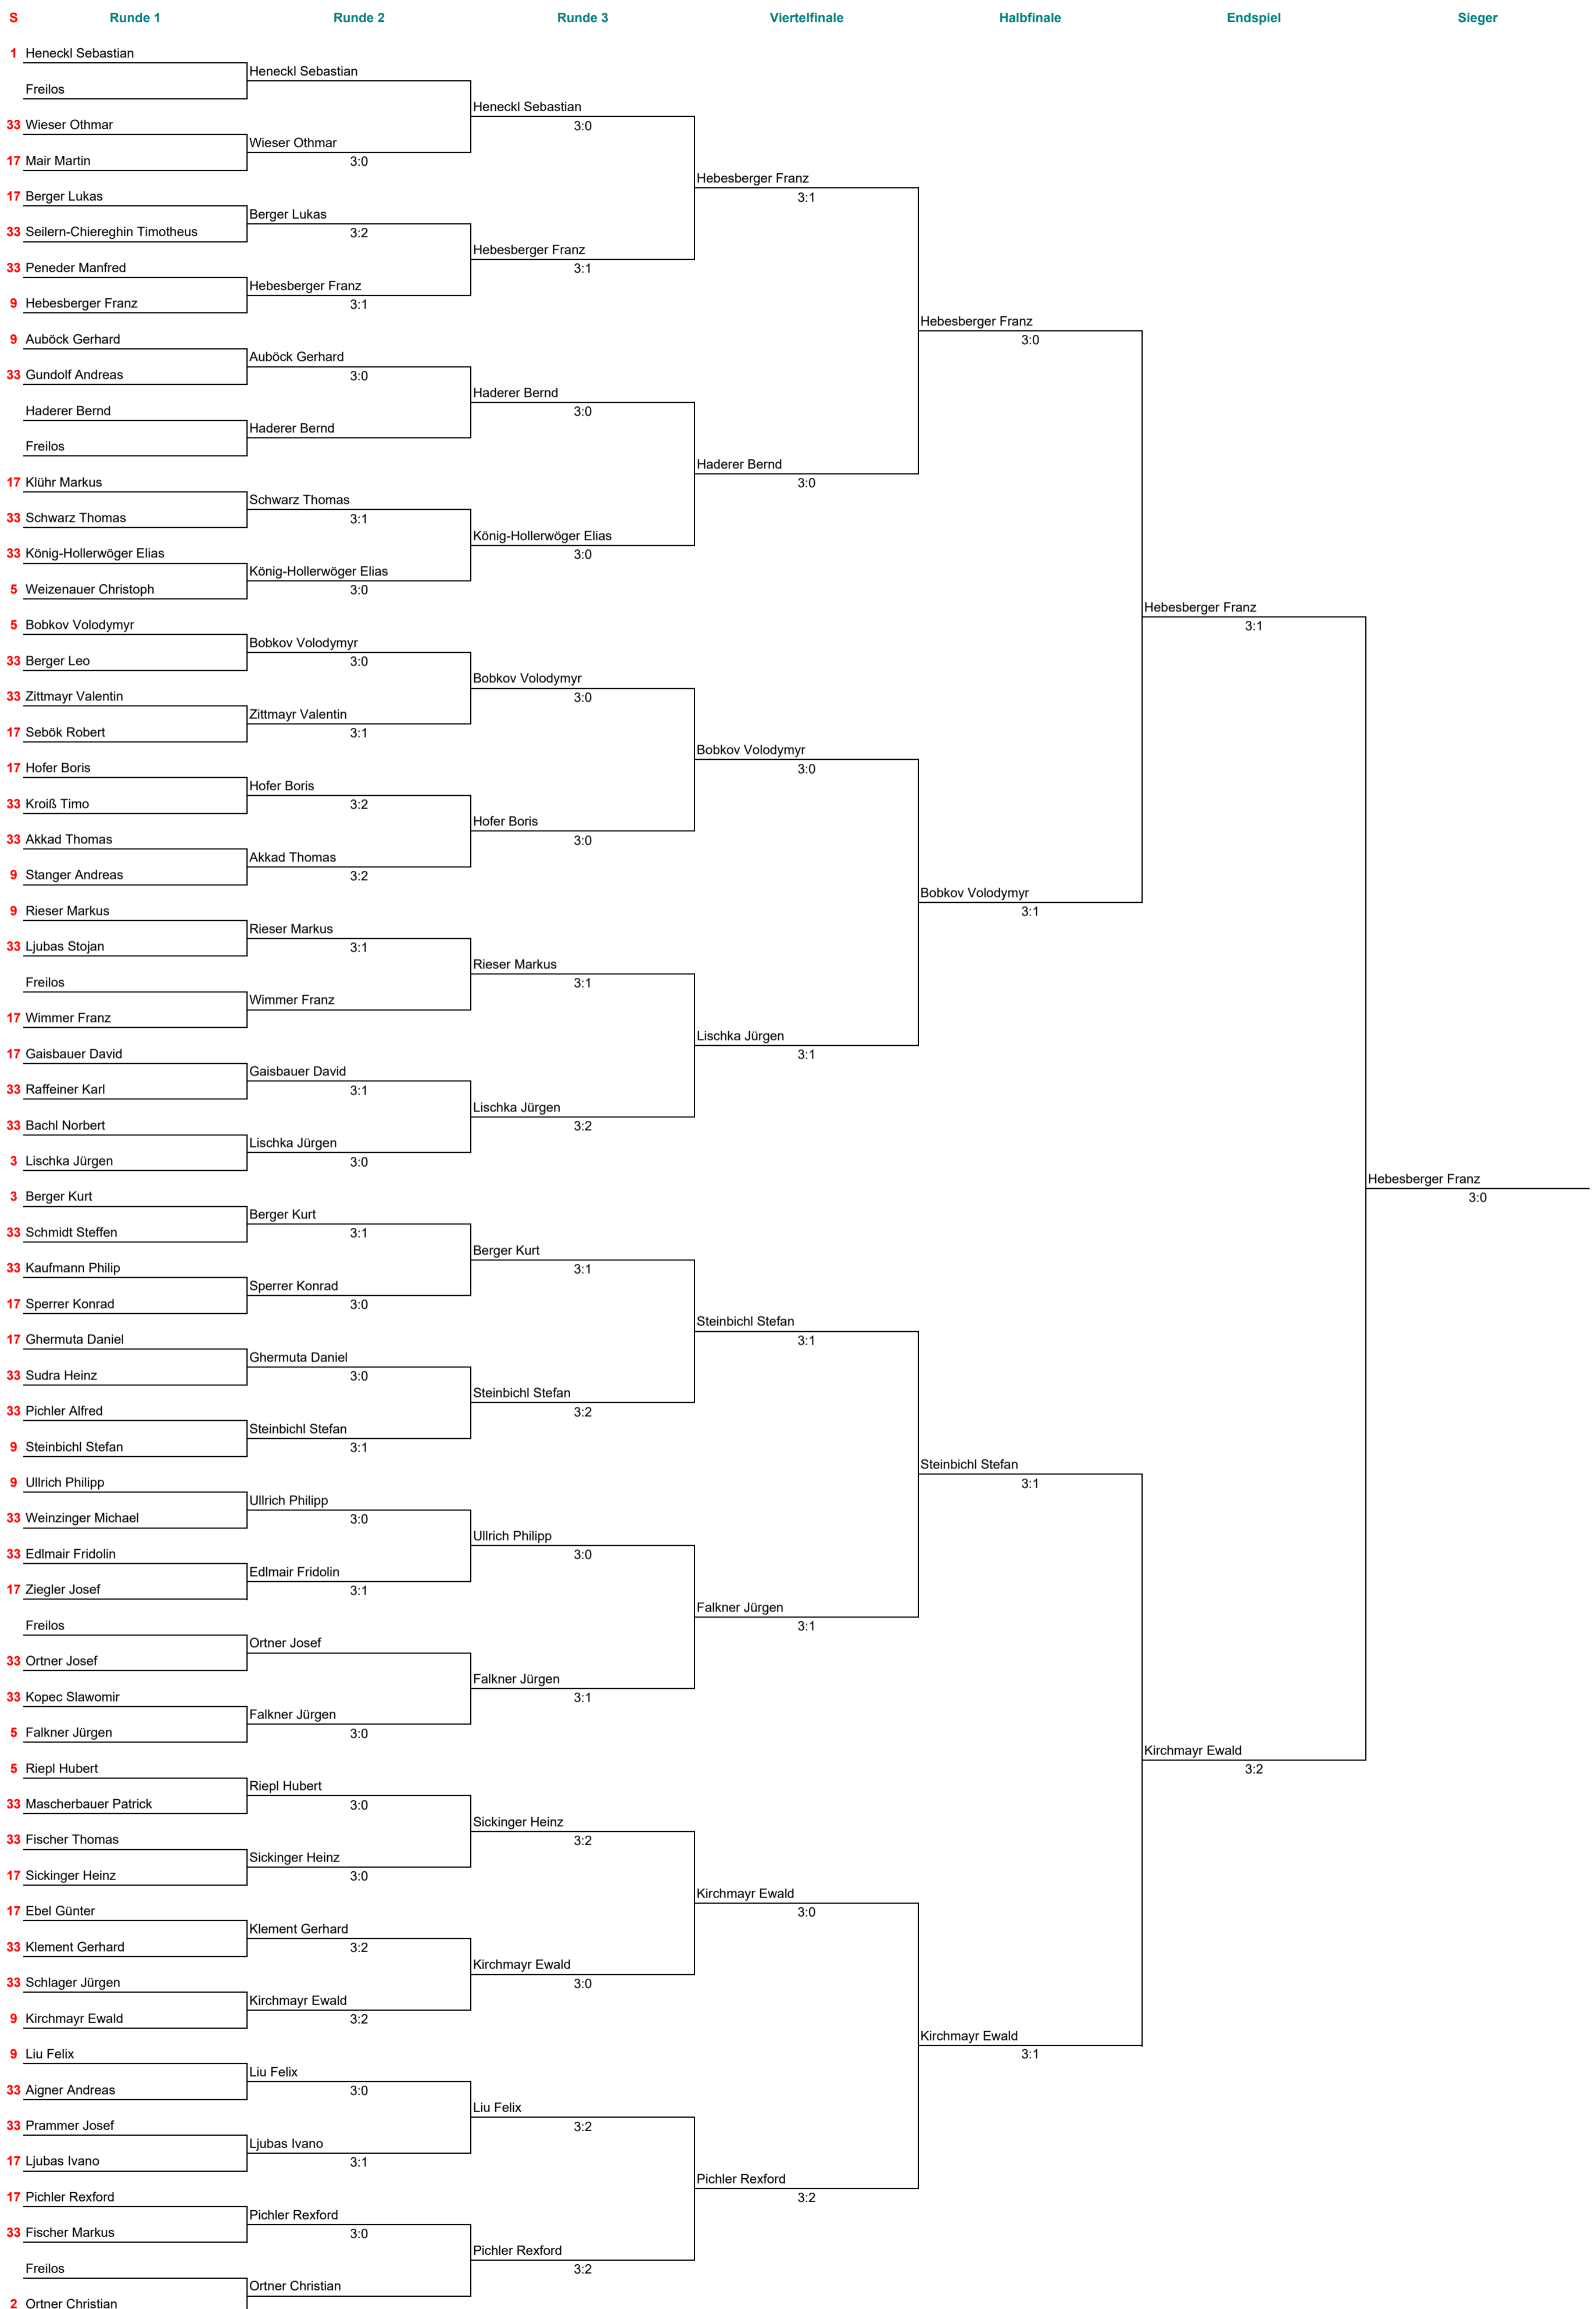 S Runde 1 Runde 2 Runde 3 Viertelfinale Halbfinale Endspiel Sieger
1 Heneckl Sebastian
Heneckl Sebastian
Freilos
Heneckl Sebastian
33 Wieser Othmar 3:0
Wieser Othmar
17 Mair Martin 3:0
Hebesberger Franz
17 Berger Lukas 3:1
Berger Lukas
33 Seilern-Chiereghin Timotheus 3:2
Hebesberger Franz
33 Peneder Manfred 3:1
Hebesberger Franz
9 Hebesberger Franz 3:1
Hebesberger Franz
9 Auböck Gerhard 3:0
Auböck Gerhard
33 Gundolf Andreas 3:0
Haderer Bernd
Haderer Bernd 3:0
Haderer Bernd
Freilos
Haderer Bernd
17 Klühr Markus 3:0
Schwarz Thomas
33 Schwarz Thomas 3:1
König-Hollerwöger Elias
33 König-Hollerwöger Elias 3:0
König-Hollerwöger Elias
5 Weizenauer Christoph 3:0
Hebesberger Franz
5 Bobkov Volodymyr 3:1
Bobkov Volodymyr
33 Berger Leo 3:0
Bobkov Volodymyr
33 Zittmayr Valentin 3:0
Zittmayr Valentin
17 Sebök Robert 3:1
Bobkov Volodymyr
17 Hofer Boris 3:0
Hofer Boris
33 Kroiß Timo 3:2
Hofer Boris
33 Akkad Thomas 3:0
Akkad Thomas
9 Stanger Andreas 3:2
Bobkov Volodymyr
9 Rieser Markus 3:1
Rieser Markus
33 Ljubas Stojan 3:1
Rieser Markus
Freilos 3:1
Wimmer Franz
17 Wimmer Franz
Lischka Jürgen
17 Gaisbauer David 3:1
Gaisbauer David
33 Raffeiner Karl 3:1
Lischka Jürgen
33 Bachl Norbert 3:2
Lischka Jürgen
3 Lischka Jürgen 3:0
Hebesberger Franz
3 Berger Kurt 3:0
Berger Kurt
33 Schmidt Steffen 3:1
Berger Kurt
33 Kaufmann Philip 3:1
Sperrer Konrad
17 Sperrer Konrad 3:0
Steinbichl Stefan
17 Ghermuta Daniel 3:1
Ghermuta Daniel
33 Sudra Heinz 3:0
Steinbichl Stefan
33 Pichler Alfred 3:2
Steinbichl Stefan
9 Steinbichl Stefan 3:1
Steinbichl Stefan
9 Ullrich Philipp 3:1
Ullrich Philipp
33 Weinzinger Michael 3:0
Ullrich Philipp
33 Edlmair Fridolin 3:0
Edlmair Fridolin
17 Ziegler Josef 3:1
Falkner Jürgen
Freilos 3:1
Ortner Josef
33 Ortner Josef
Falkner Jürgen
33 Kopec Slawomir 3:1
Falkner Jürgen
5 Falkner Jürgen 3:0
Kirchmayr Ewald
5 Riepl Hubert 3:2
Riepl Hubert
33 Mascherbauer Patrick 3:0
Sickinger Heinz
33 Fischer Thomas 3:2
Sickinger Heinz
17 Sickinger Heinz 3:0
Kirchmayr Ewald
17 Ebel Günter 3:0
Klement Gerhard
33 Klement Gerhard 3:2
Kirchmayr Ewald
33 Schlager Jürgen 3:0
Kirchmayr Ewald
9 Kirchmayr Ewald 3:2
Kirchmayr Ewald
9 Liu Felix 3:1
Liu Felix
33 Aigner Andreas 3:0
Liu Felix
33 Prammer Josef 3:2
Ljubas Ivano
17 Ljubas Ivano 3:1
Pichler Rexford
17 Pichler Rexford 3:2
Pichler Rexford
33 Fischer Markus 3:0
Pichler Rexford
Freilos 3:2
Ortner Christian
2 Ortner Christian